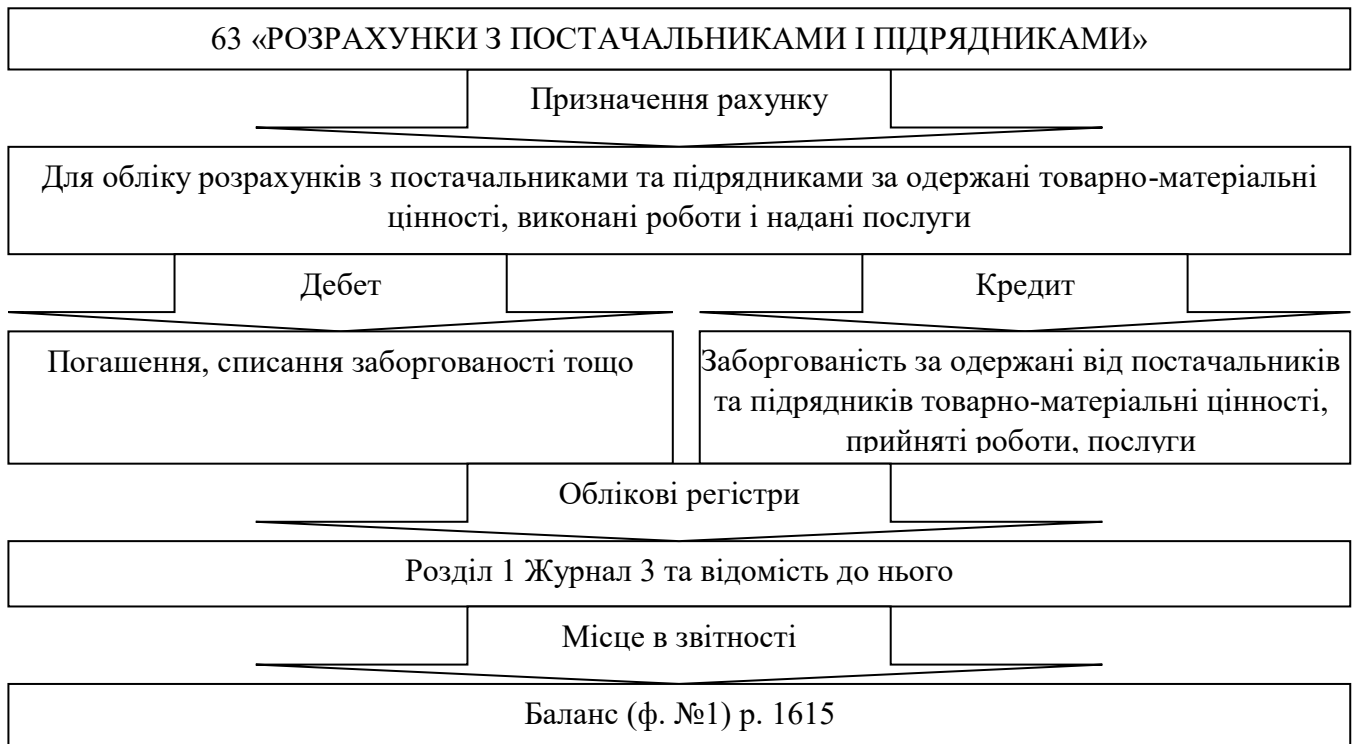 63 «РОЗРАХУНКИ З ПОСТАЧАЛЬНИКАМИ І ПІДРЯДНИКАМИ»
Призначення рахунку
Для обліку розрахунків з постачальниками та підрядниками за одержані товарно-матеріальні
цінності, виконані роботи і надані послуги
Дебет
Кредит
Погашення, списання заборгованості тощо
Заборгованість за одержані від постачальників
та підрядників товарно-матеріальні цінності,
прийняті роботи, послуги
Облікові регістри
Розділ 1 Журнал 3 та відомість до нього
Місце в звітності
Баланс (ф. №1) р. 1615